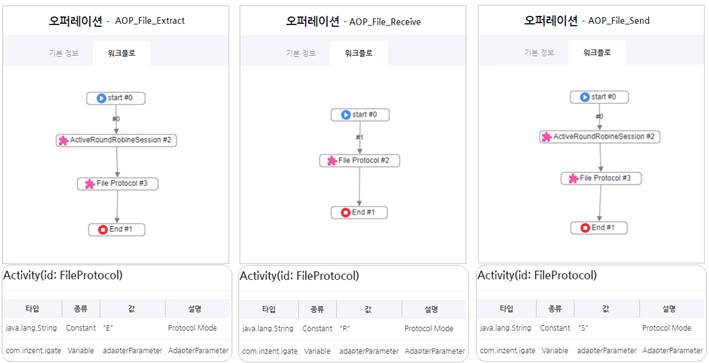 오퍼레이션 - AOP_File_Extract
기본 정보 워크플로
start #0
#0
ActiveRoundRobineSession #2
File Protocol #3
End #1
Activity(id: FileProtocol)
타입 종류 값 설명
java.lang.String Constant "E" Protocol Mode
com.inzent.igate Variable adapterParameter AdapterParameter
오퍼레이션 - AOP_File_Receive
기본 정보 워크플로
start #0
#1
File Protocol #2
End #1
Activity(id: FileProtocol)
타입 종류 값 설명
java.lang.String Constant "R" Protocol Mode
com.inzent.igate Variable adapterParameter AdapterParameter
오퍼레이션 - AOP_File_Send
기본 정보 워크플로
start #0
#0
ActiveRoundRobineSession #2
File Protocol #3
End #1
Activity(id: FileProtocol)
타입 종류 값 설명
java.lang.String Constant "S" Protocol Mode
com.inzent.igate Variable adapterParameter AdapterParameter